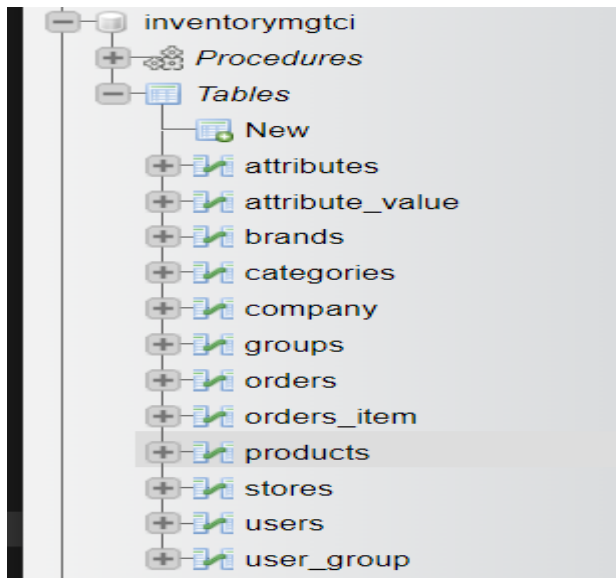 inventorymgtci
Procedures
Tables
New
attributes
attribute_value
brands
categories
company
groups
orders
orders_item
products
stores
users
user_group